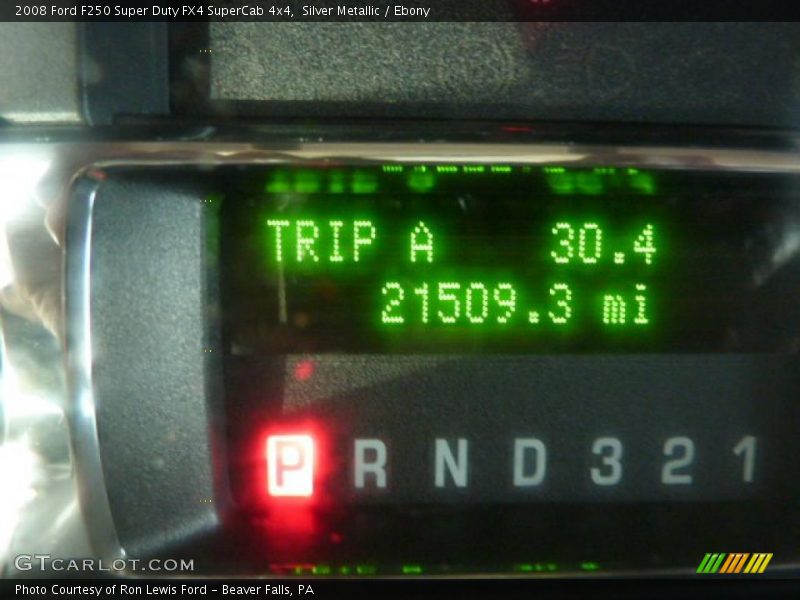 2008 Ford F250 Super Duty FX4 SuperCab 4x4, Silver Metallic / Ebony
TRIP A 30.4
21509.3 mi
P R N D 3 2 1
GTCARLOT.COM
Photo Courtesy of Ron Lewis Ford - Beaver Falls, PA